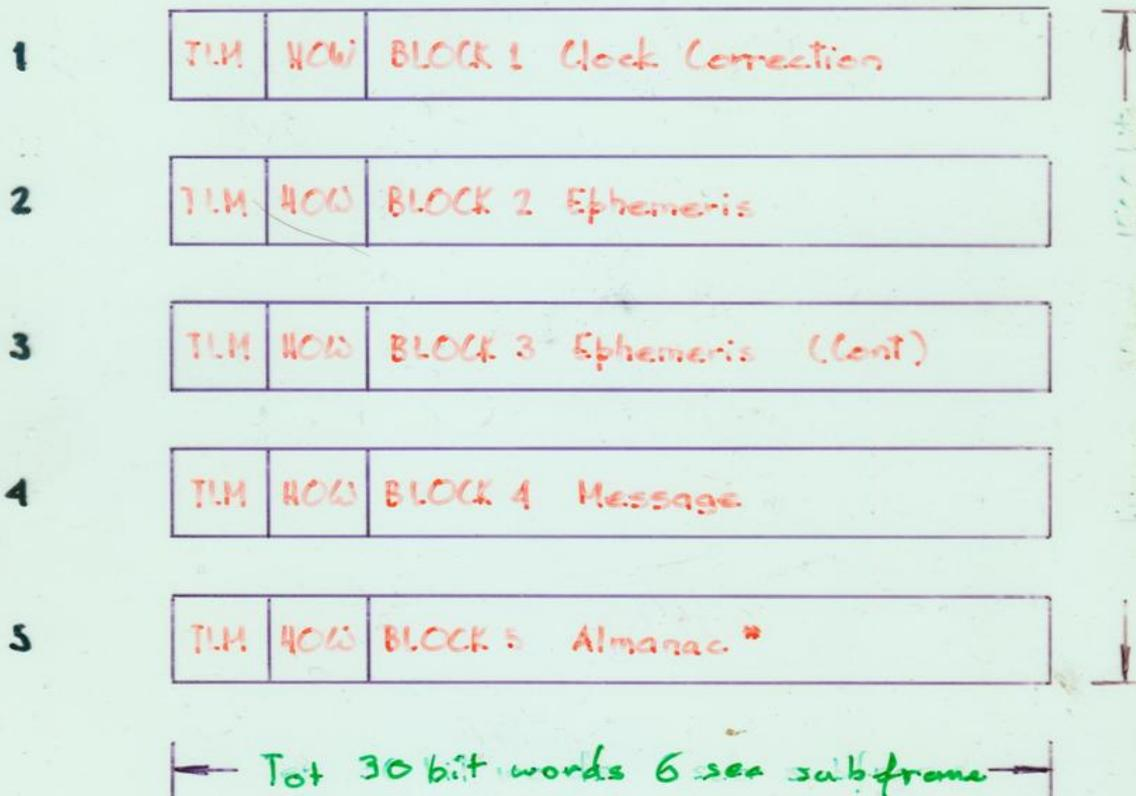 1 TLM HOW BLOCK 1 Clock Correction
2 TLM HOW BLOCK 2 Ephemeris
3 TLM HOW BLOCK 3 Ephemeris (Cont)
4 TLM HOW BLOCK 4 Message
5 TLM HOW BLOCK 5 Almanac *
Tot 30 bit words 6 sec subframe